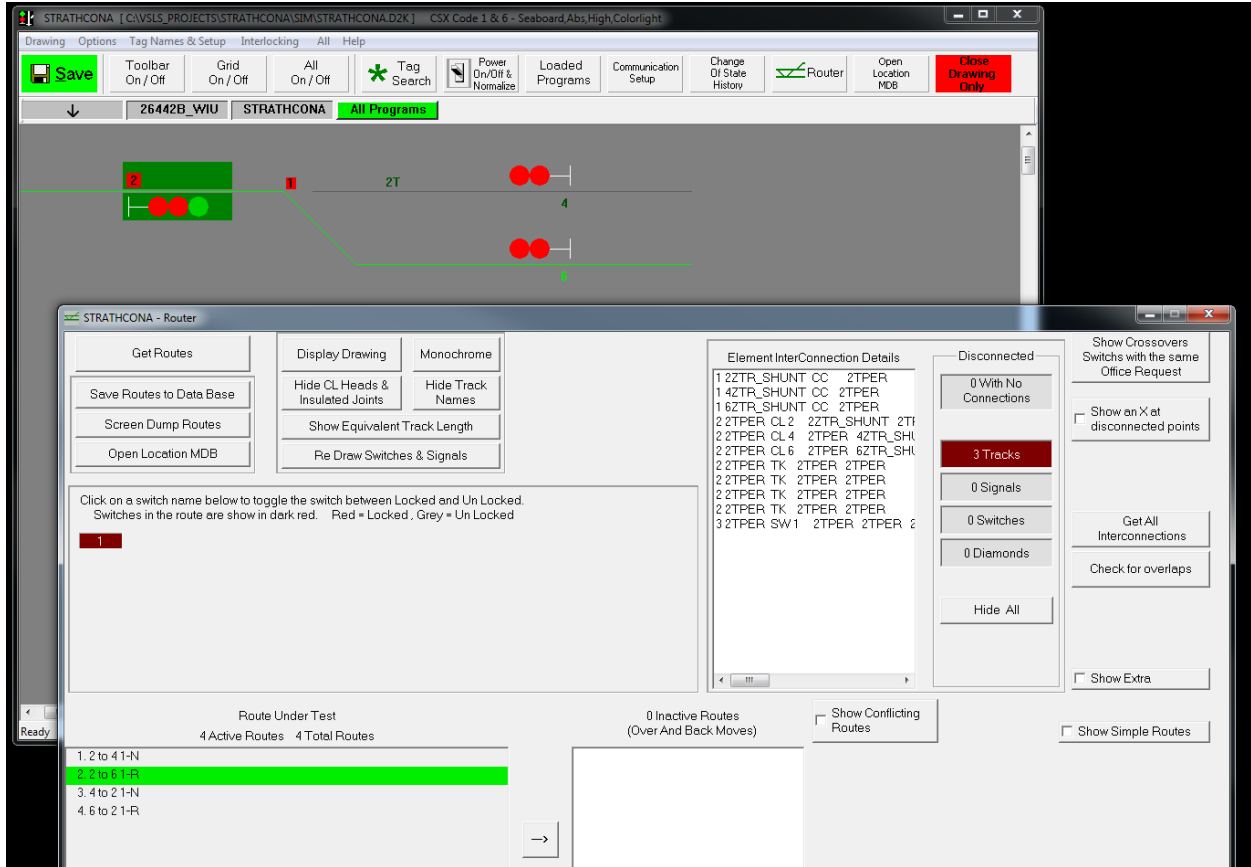 STRATHCONA [ C:\VSLS_PROJECTS\STRATHCONA\SIM\STRATHCONA.D2K ] CSX Code 1 & 6 - Seaboard,Abs,High,Colorlight
Drawing Options Tag Names & Setup Interlocking All Help
Save
Toolbar
On / Off
Grid
On / Off
All
On / Off
Tag
Search
Power
On/Off &
Normalize
Loaded
Programs
Communication
Setup
Change
Of State
History
Router
Open
Location
MDB
Close
Drawing
Only
26442B_WIU STRATHCONA All Programs
2
1
2T
4
6
STRATHCONA - Router
Get Routes
Save Routes to Data Base
Screen Dump Routes
Open Location MDB
Display Drawing
Monochrome
Hide CL Heads &
Insulated Joints
Hide Track
Names
Show Equivalent Track Length
Re Draw Switches & Signals
Click on a switch name below to toggle the switch between Locked and Un Locked.
Switches in the route are show in dark red. Red = Locked , Grey = Un Locked
1
Element InterConnection Details
1 2ZTR_SHUNT CC 2TPER
1 4ZTR_SHUNT CC 2TPER
1 6ZTR_SHUNT CC 2TPER
2 2TPER CL 2 2ZTR_SHUNT 2TF
2 2TPER CL 4 2TPER 4ZTR_SHU
2 2TPER CL 6 2TPER 6ZTR_SHU
2 2TPER TK 2TPER 2TPER
2 2TPER TK 2TPER 2TPER
2 2TPER TK 2TPER 2TPER
2 2TPER TK 2TPER 2TPER
3 2TPER SW 1 2TPER 2TPER 2
Disconnected
0 With No
Connections
3 Tracks
0 Signals
0 Switches
0 Diamonds
Hide All
Show Crossovers
Switchs with the same
Office Request
Show an X at
disconnected points
Get All
Interconnections
Check for overlaps
Show Extra
Ready
Route Under Test
4 Active Routes 4 Total Routes
1. 2 to 4 1-N
2. 2 to 6 1-R
3. 4 to 2 1-N
4. 6 to 2 1-R
-->
0 Inactive Routes
(Over And Back Moves)
Show Conflicting
Routes
Show Simple Routes